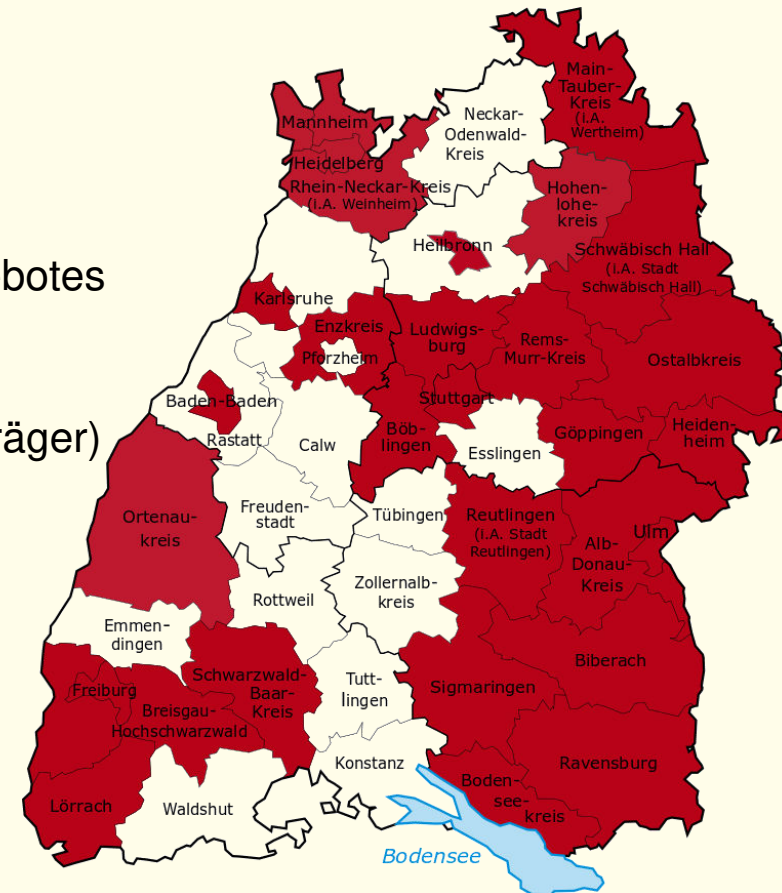 Main-
Tauber-
Kreis
(i.A.
Wertheim)
Neckar-
Odenwald-
Kreis
Mannheim
Heidelberg
Rhein-Neckar-Kreis
(i.A. Weinheim)
Hohen-
lohe-
kreis
Heilbronn
Schwäbisch Hall
(i.A. Stadt
Schwäbisch Hall)
botes
Karlsruhe
Enzkreis
Pforzheim
Ludwigs-
burg
Rems-
Murr-Kreis
Ostalbkreis
Baden-Baden
Stuttgart
räger)
Rastatt
Calw
Böb-
lingen
Esslingen
Göppingen
Heiden-
heim
Ortenau-
kreis
Freuden-
stadt
Tübingen
Reutlingen
(i.A. Stadt
Reutlingen)
Ulm
Alb-
Donau-
Kreis
Rottweil
Zollernalb-
kreis
Emmen-
dingen
Freiburg
Breisgau-
Hochschwarzwald
Schwarzwald-
Baar-
Kreis
Tutt-
lingen
Sigmaringen
Biberach
Konstanz
Ravensburg
Boden-
see-
kreis
Lörrach
Waldshut
Bodensee